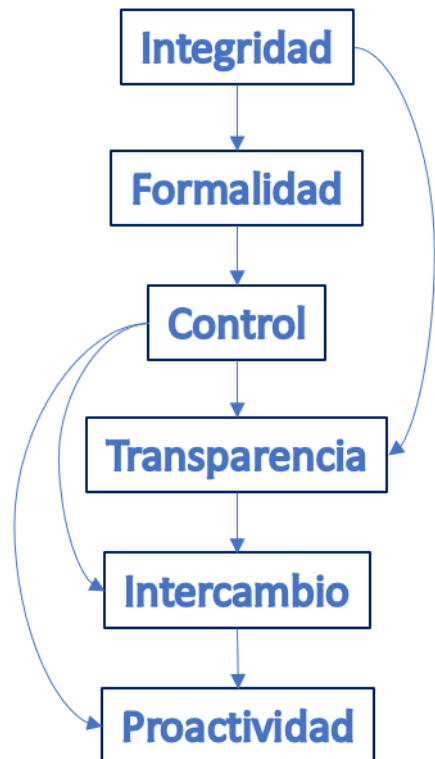 Integridad
Formalidad
Control
Transparencia
Intercambio
Proactividad